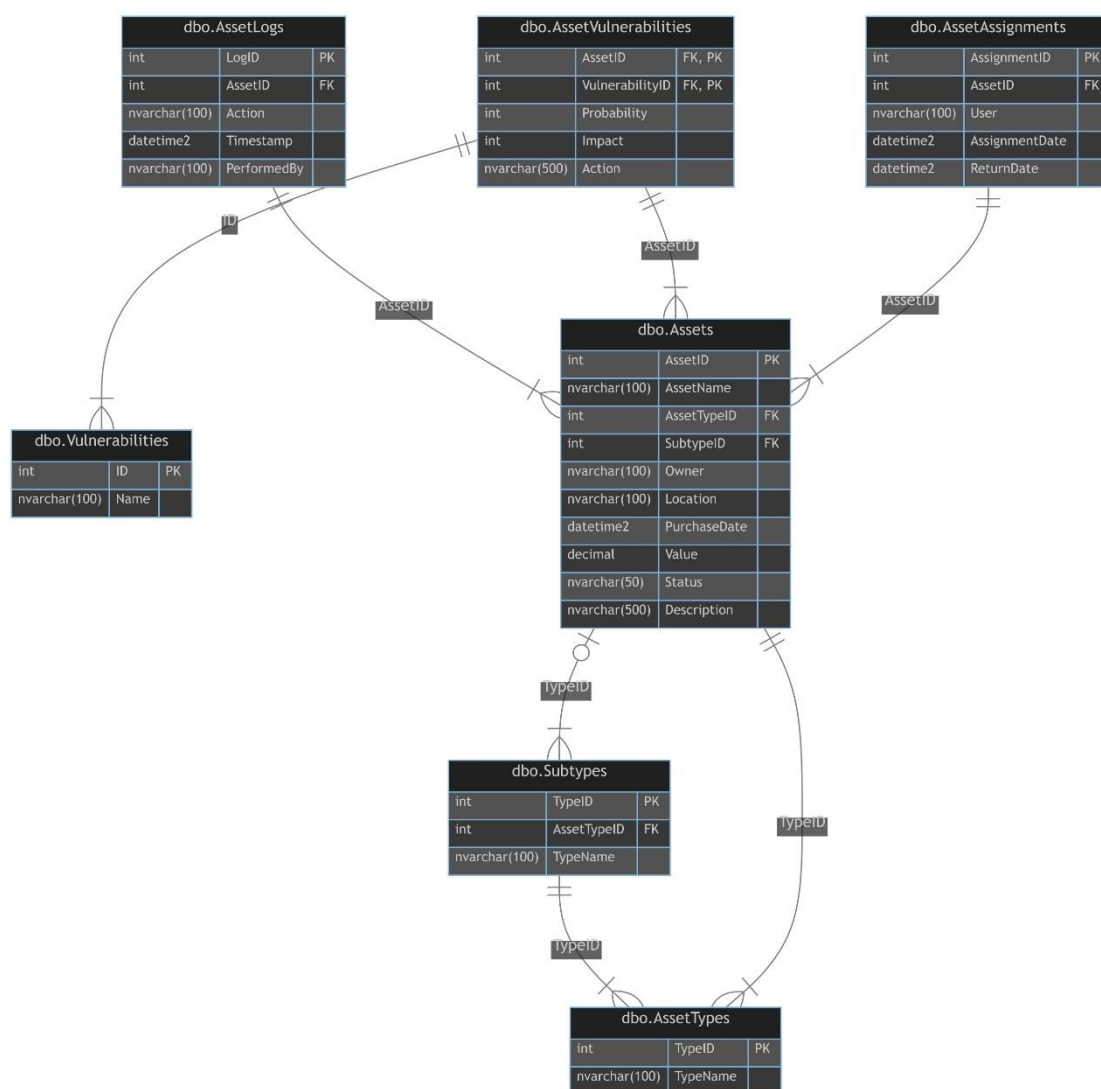 dbo.AssetLogs
int LogID PK
int AssetID FK
nvarchar(100) Action
datetime2 Timestamp
nvarchar(100) PerformedBy
dbo.AssetVulnerabilities
int AssetID FK, PK
int VulnerabilityID FK, PK
int Probability
int Impact
nvarchar(500) Action
dbo.AssetAssignments
int AssignmentID PK
int AssetID FK
nvarchar(100) User
datetime2 AssignmentDate
datetime2 ReturnDate
ID
AssetID
AssetID
AssetID
dbo.Vulnerabilities
int ID PK
nvarchar(100) Name
dbo.Assets
int AssetID PK
nvarchar(100) AssetName
int AssetTypeID FK
int SubtypeID FK
nvarchar(100) Owner
nvarchar(100) Location
datetime2 PurchaseDate
decimal Value
nvarchar(50) Status
nvarchar(500) Description
TypeID
dbo.Subtypes
int TypeID PK
int AssetTypeID FK
nvarchar(100) TypeName
TypeID
TypeID
dbo.AssetTypes
int TypeID PK
nvarchar(100) TypeName